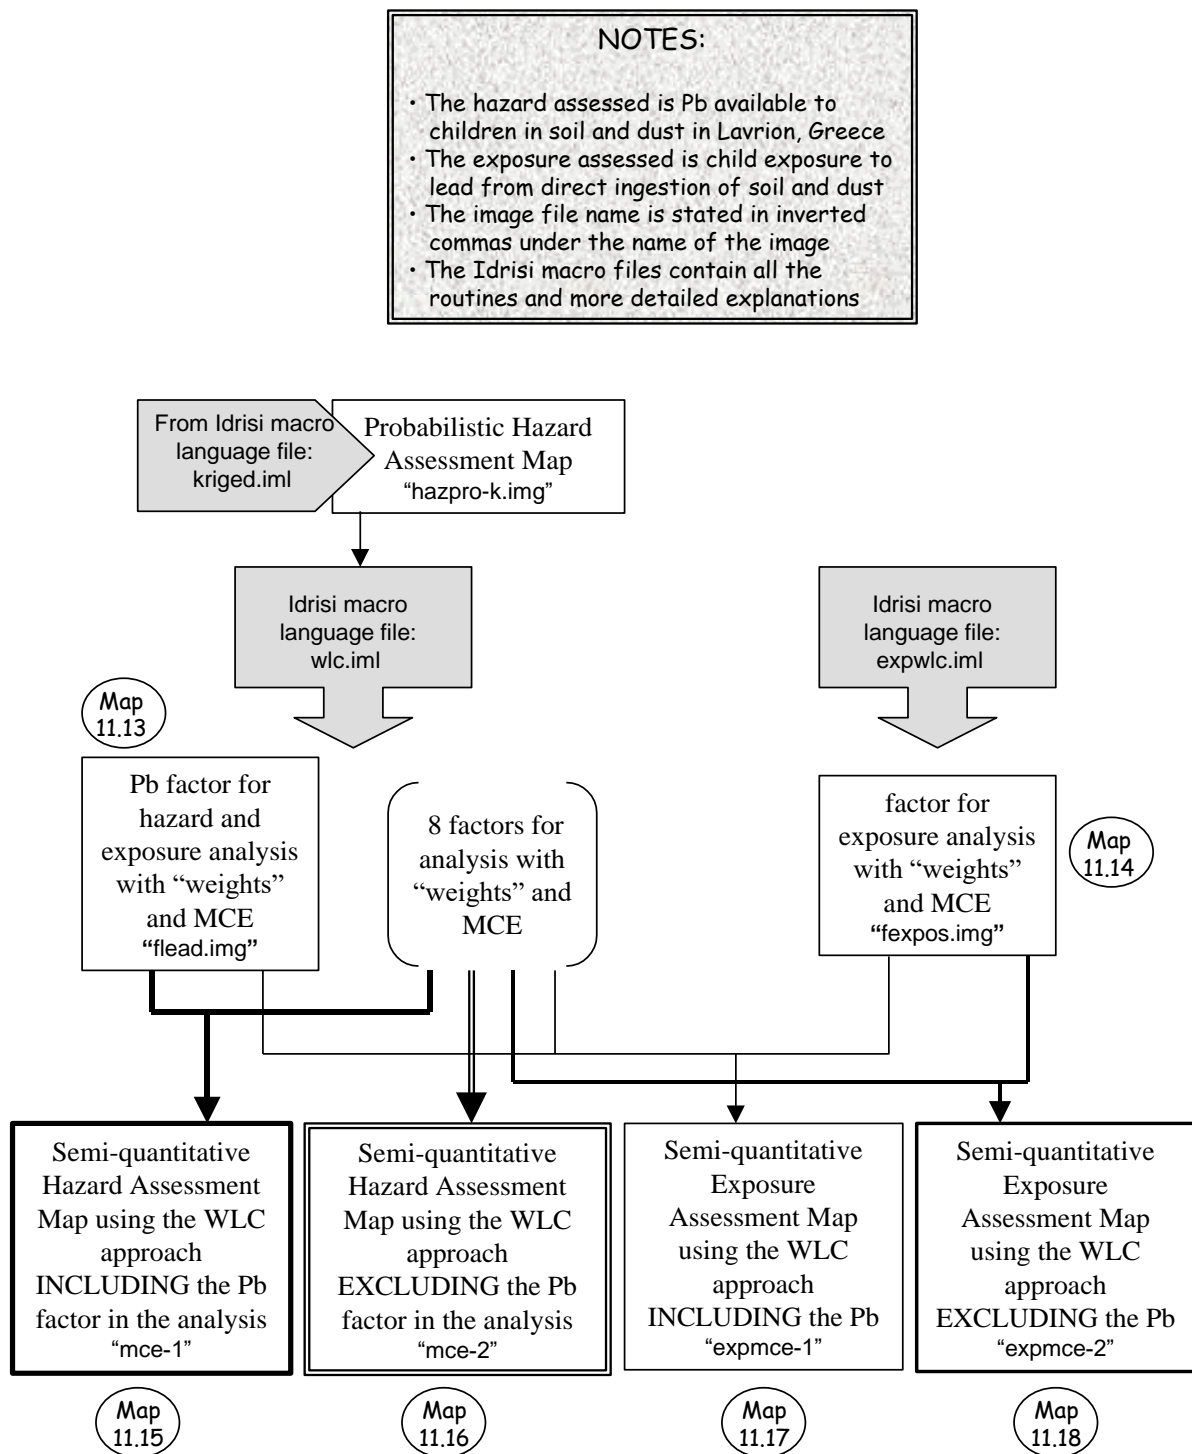 NOTES:
• The hazard assessed is Pb available to
children in soil and dust in Lavrion, Greece
• The exposure assessed is child exposure to
lead from direct ingestion of soil and dust
• The image file name is stated in inverted
commas under the name of the image
• The Idrisi macro files contain all the
routines and more detailed explanations
From Idrisi macro
language file:
kriged.iml
Probabilistic Hazard
Assessment Map
“hazpro-k.img”
Idrisi macro
language file:
wlc.iml
Idrisi macro
language file:
expwlc.iml
Map
11.13
Pb factor for
hazard and
exposure analysis
with “weights”
and MCE
“flead.img”
8 factors for
analysis with
“weights” and
MCE
factor for
exposure analysis
with “weights”
and MCE
“fexpos.img”
Map
11.14
Semi-quantitative
Hazard Assessment
Map using the WLC
approach
INCLUDING the Pb
factor in the analysis
“mce-1”
Semi-quantitative
Hazard Assessment
Map using the WLC
approach
EXCLUDING the Pb
factor in the analysis
“mce-2”
Semi-quantitative
Exposure
Assessment Map
using the WLC
approach
INCLUDING the Pb
“expmce-1”
Semi-quantitative
Exposure
Assessment Map
using the WLC
approach
EXCLUDING the Pb
“expmce-2”
Map
11.15
Map
11.16
Map
11.17
Map
11.18